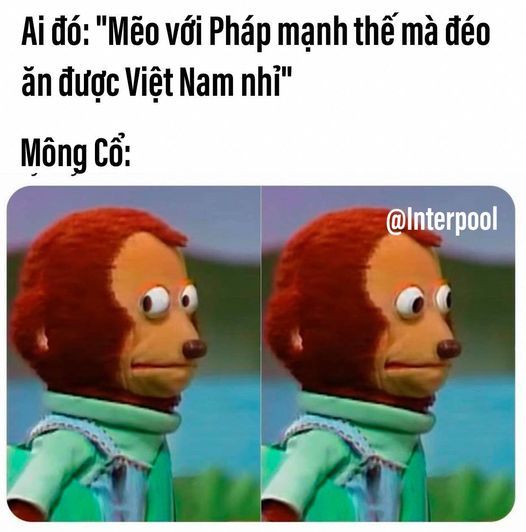 Ai đó: "Mẽo với Pháp mạnh thế mà đéo
ăn được Việt Nam nhỉ"
Mông Cổ:
@Interpool